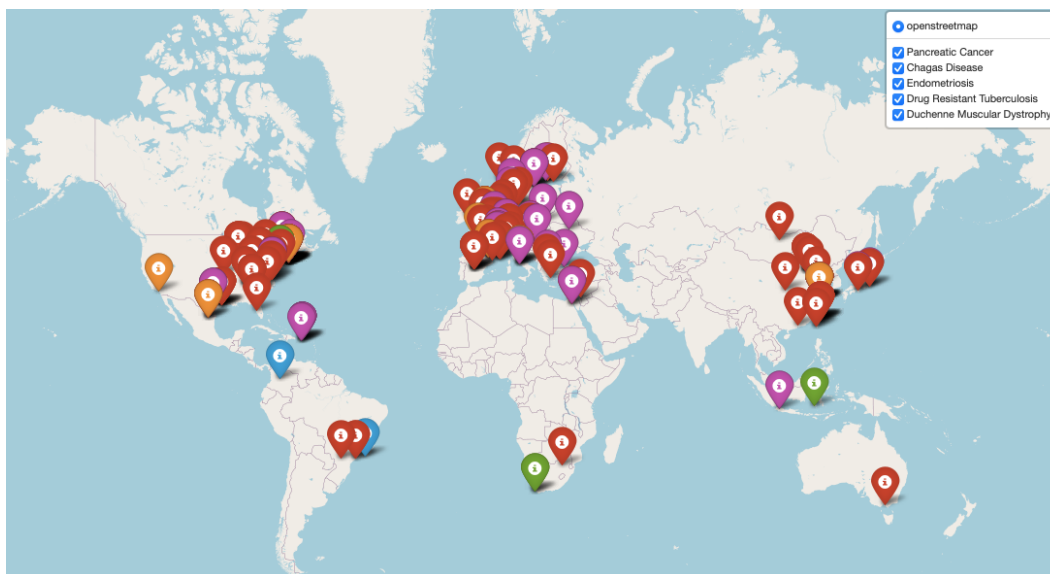 openstreetmap
Pancreatic Cancer
Chagas Disease
Endometriosis
Drug Resistant Tuberculosis
Duchenne Muscular Dystrophy